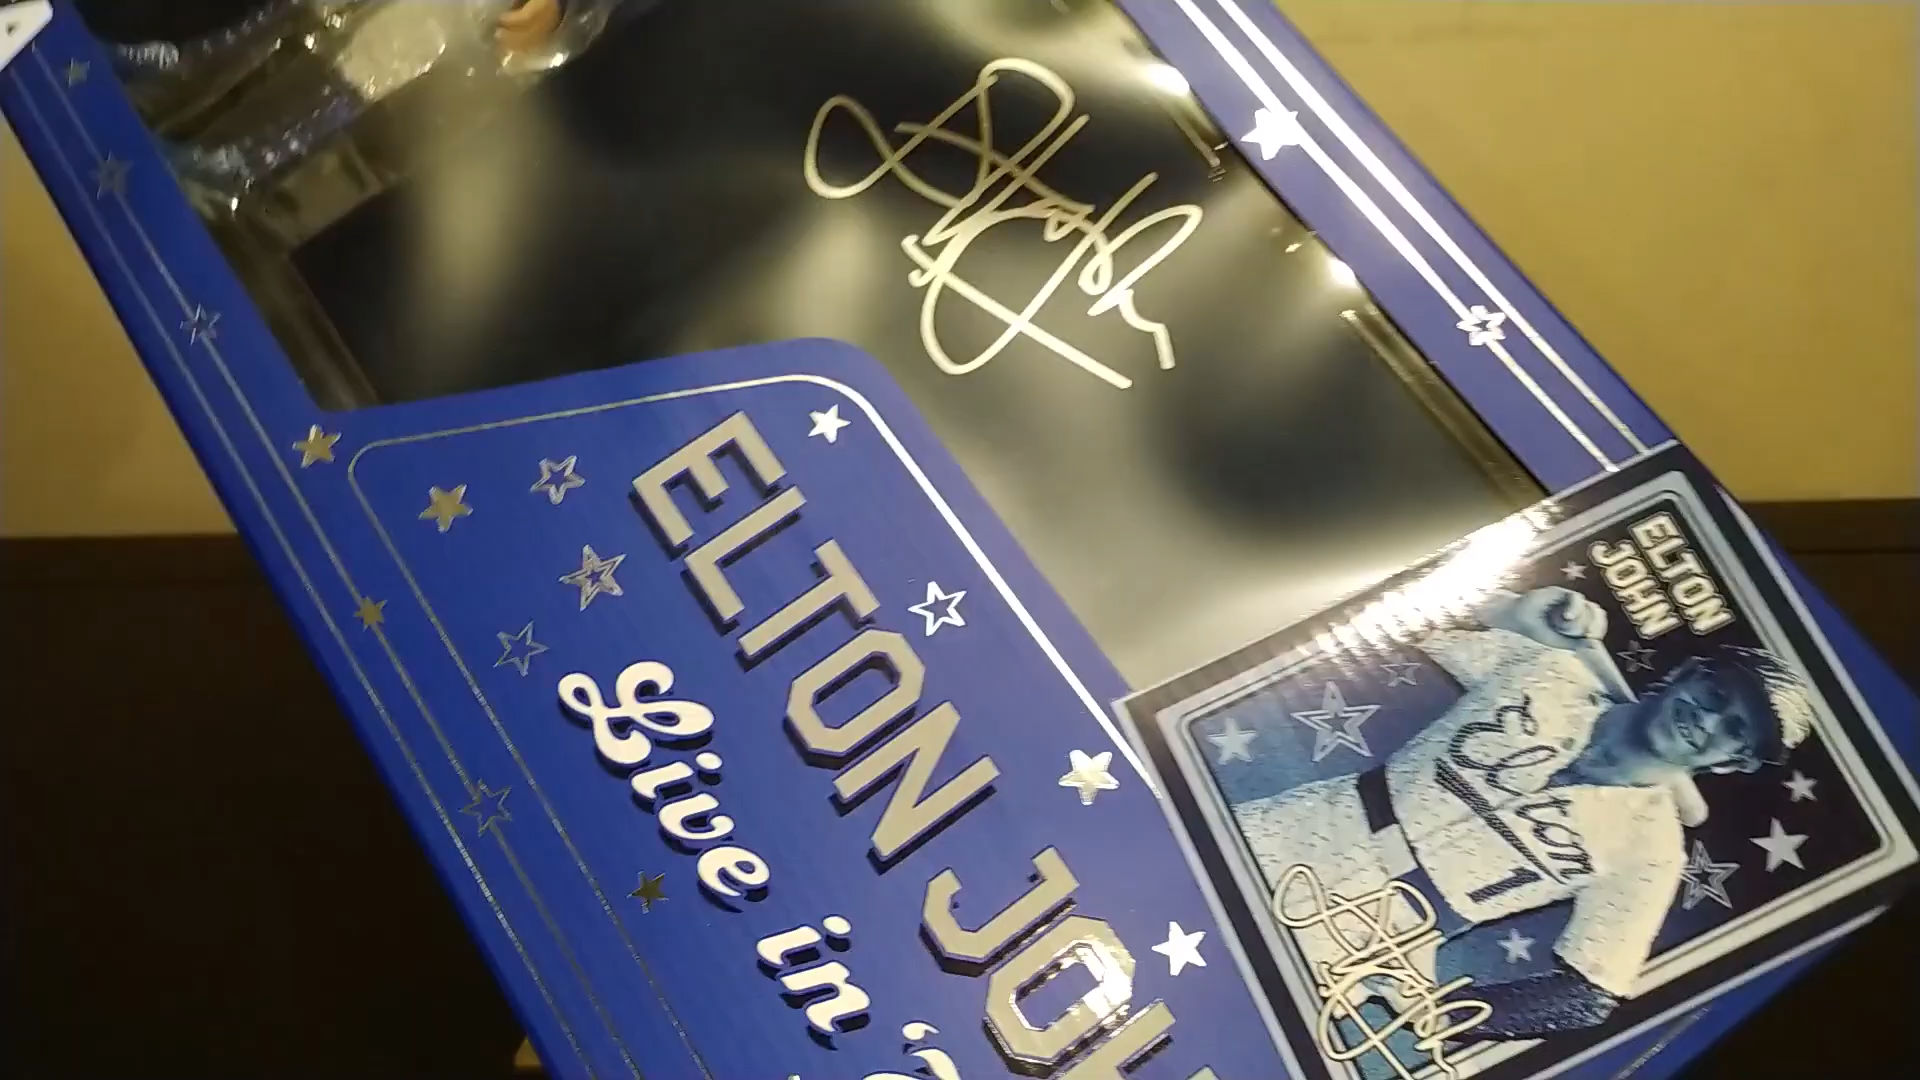 ELTON JOH
Live in '
ELTON
JOHN
Elton
1